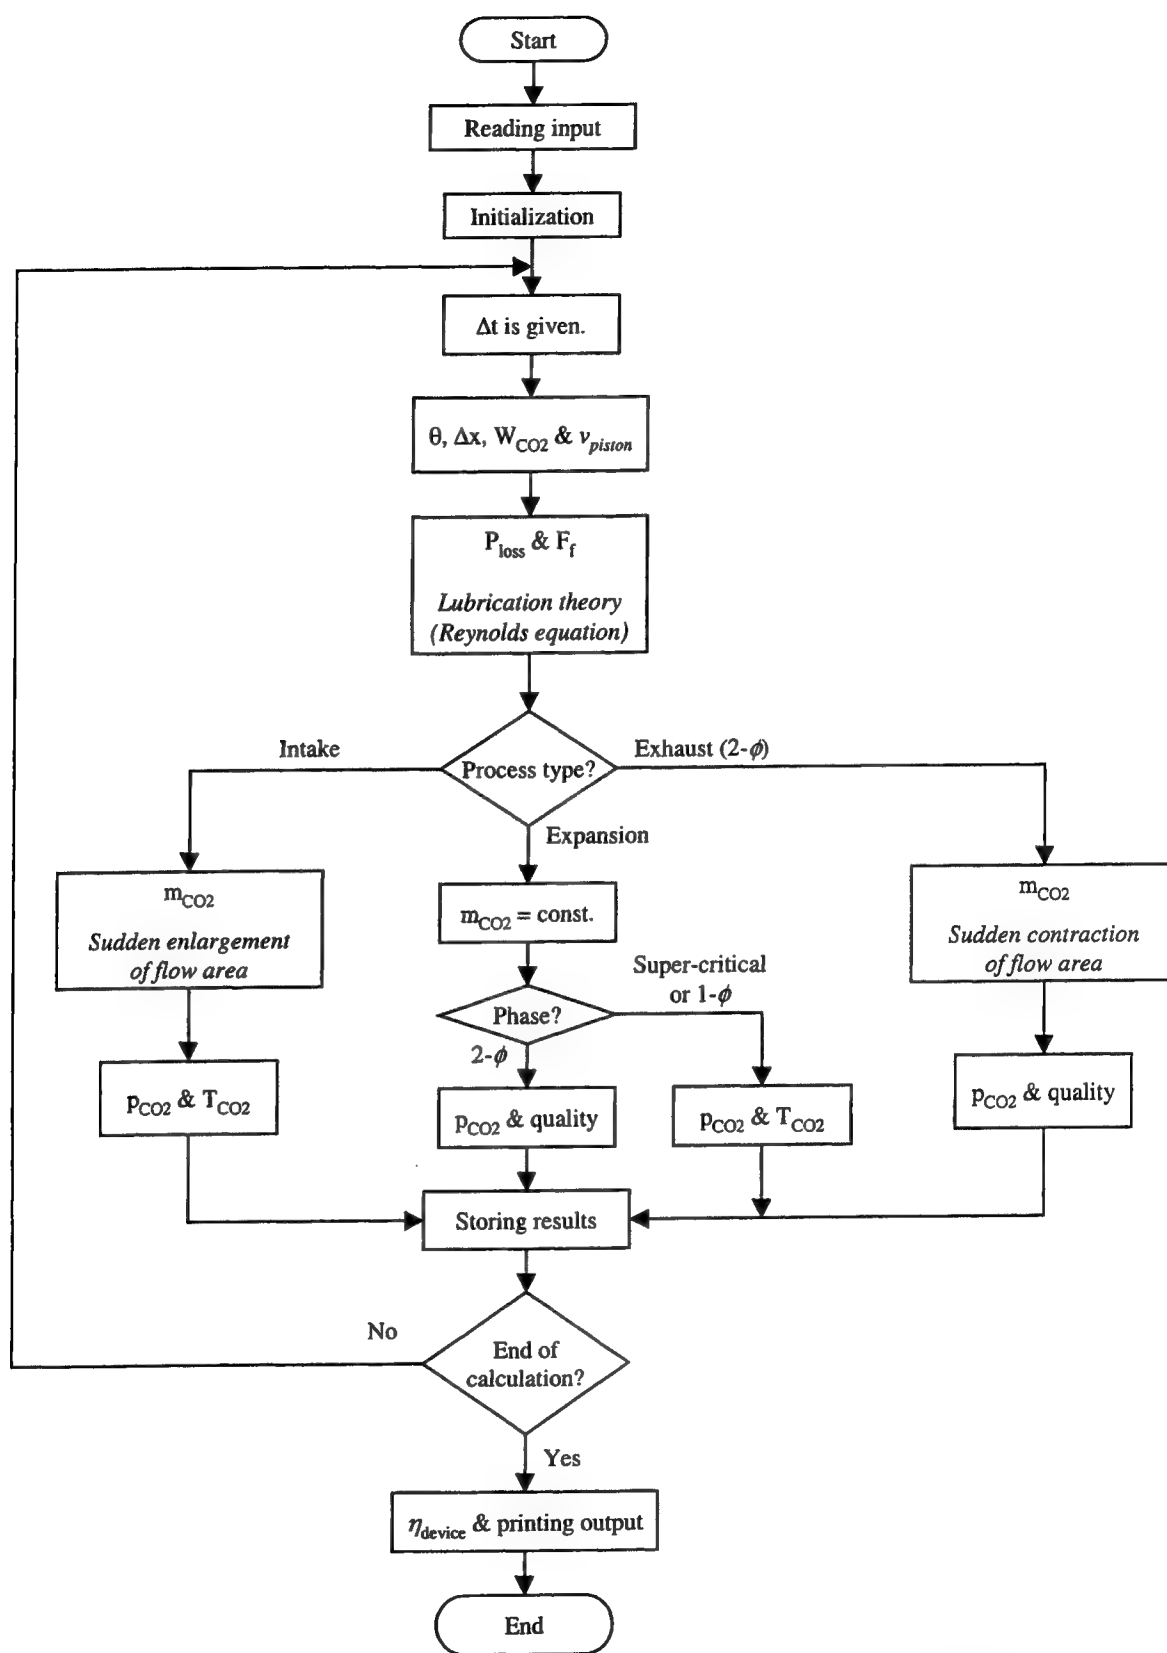 Start
Reading input
Initialization
Δt is given.
θ, Δx, W_CO2 & v_piston
P_loss & F_f
Lubrication theory
(Reynolds equation)
Intake
Process type?
Exhaust (2-ϕ)
Expansion
m_CO2
Sudden enlargement
of flow area
m_CO2 = const.
m_CO2
Sudden contraction
of flow area
Super-critical
or 1-ϕ
Phase?
2-ϕ
p_CO2 & T_CO2
p_CO2 & quality
p_CO2 & T_CO2
p_CO2 & quality
Storing results
No
End of
calculation?
Yes
η_device & printing output
End